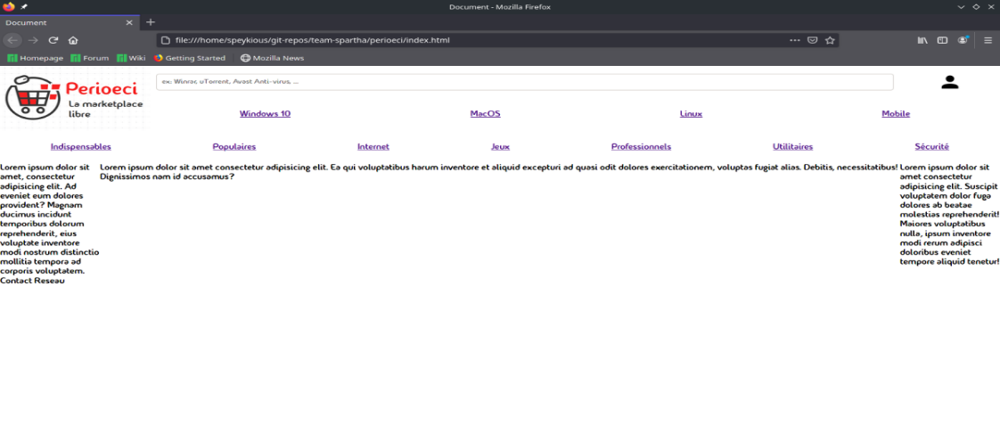 Document - Mozilla Firefox
Document
file:///home/speykious/git-repos/team-spartha/perioeci/index.html
Homepage Forum Wiki Getting Started Mozilla News
Perioeci
La marketplace
libre
ex: Winrar, uTorrent, Avast Anti-virus, ...
Windows 10 MacOS Linux Mobile
Indispensables Populaires Internet Jeux Professionnels Utilitaires Sécurité
Lorem ipsum dolor sit
amet, consectetur
adipisicing elit. Ad
eveniet eum dolores
provident? Magnam
ducimus incidunt
temporibus dolorum
reprehenderit, eius
voluptate inventore
modi nostrum distinctio
mollitia tempora ad
corporis voluptatem.
Contact Reseau
Lorem ipsum dolor sit amet consectetur adipisicing elit. Ea qui voluptatibus harum inventore et aliquid excepturi ad quasi odit dolores exercitationem, voluptas fugiat alias. Debitis, necessitatibus!
Dignissimos nam id accusamus?
Lorem ipsum dolor sit
amet consectetur
adipisicing elit. Suscipit
voluptatem dolor fuga
dolores ab beatae
molestias reprehenderit!
Maiores voluptatibus
nulla, ipsum inventore
modi rerum adipisci
doloribus eveniet
tempore aliquid tenetur!